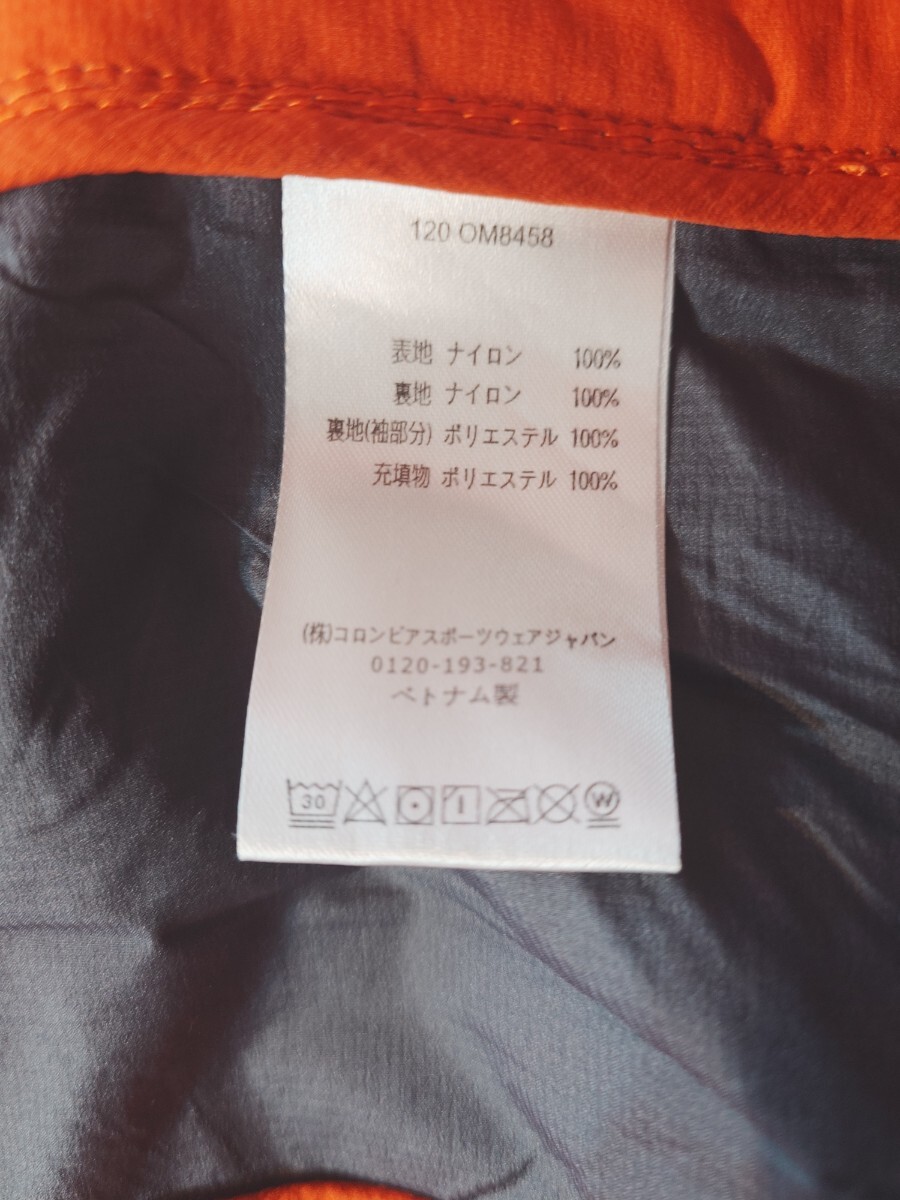 120 OM8458
表地 ナイロン 100%
裏地 ナイロン 100%
裏地(袖部分) ポリエステル 100%
充填物 ポリエステル 100%
(株)コロンビアスポーツウェアジャパン
0120-193-821
ベトナム製
30 W